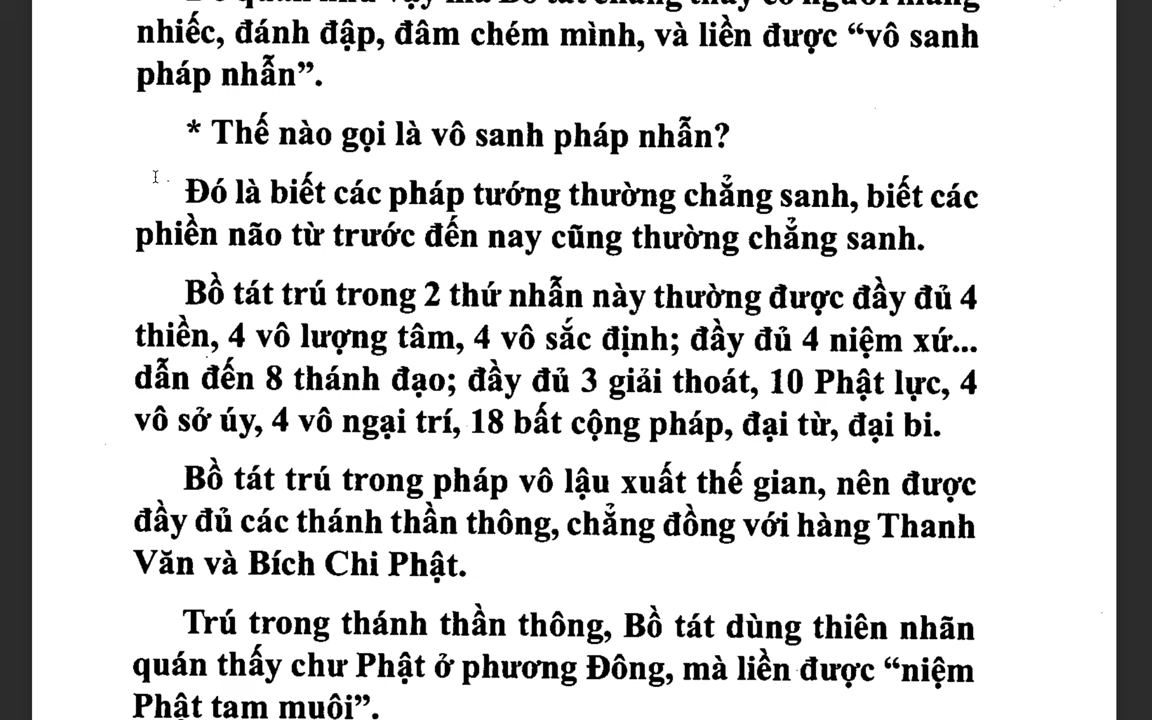 nhiếc, đánh đập, đâm chém mình, và liền được “vô sanh
pháp nhẫn”.
* Thế nào gọi là vô sanh pháp nhẫn?
Đó là biết các pháp tướng thường chẳng sanh, biết các
phiền não từ trước đến nay cũng thường chẳng sanh.
Bồ tát trú trong 2 thứ nhẫn này thường được đầy đủ 4
thiền, 4 vô lượng tâm, 4 vô sắc định; đầy đủ 4 niệm xứ...
dẫn đến 8 thánh đạo; đầy đủ 3 giải thoát, 10 Phật lực, 4
vô sở úy, 4 vô ngại trí, 18 bất cộng pháp, đại từ, đại bi.
Bồ tát trú trong pháp vô lậu xuất thế gian, nên được
đầy đủ các thánh thần thông, chẳng đồng với hàng Thanh
Văn và Bích Chi Phật.
Trú trong thánh thần thông, Bồ tát dùng thiên nhãn
quán thấy chư Phật ở phương Đông, mà liền được “niệm
Phật tam muội”.